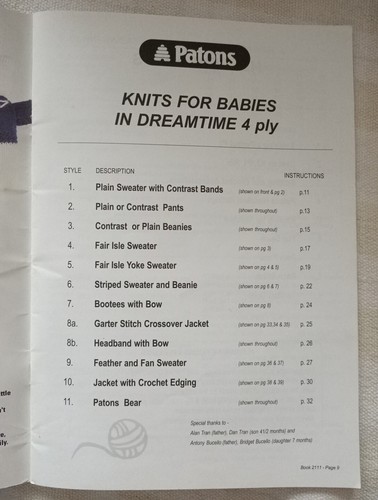 Patons
KNITS FOR BABIES
IN DREAMTIME 4 ply
STYLE DESCRIPTION INSTRUCTIONS
1. Plain Sweater with Contrast Bands (shown on front & pg 2) p.11
2. Plain or Contrast Pants (shown throughout) p.13
3. Contrast or Plain Beanies (shown throughout) p.15
4. Fair Isle Sweater (shown on pg 3) p.17
5. Fair Isle Yoke Sweater (shown on pg 4 & 5) p.19
6. Striped Sweater and Beanie (shown on pg 6 & 7) p. 22
7. Bootees with Bow (shown on pg 8) p. 24
8a. Garter Stitch Crossover Jacket (shown on pg 33,34 & 35) p. 25
8b. Headband with Bow (shown throughout) p. 26
9. Feather and Fan Sweater (shown on pg 36 & 37) p. 27
10. Jacket with Crochet Edging (shown on pg 38 & 39) p. 30
11. Patons Bear (shown throughout) p. 32
Special thanks to -
Alan Tran (father), Dan Tran (son 41/2 months) and
Antony Bucello (father), Bridget Bucello (daughter 7 months)
Book 2117 - Page 9